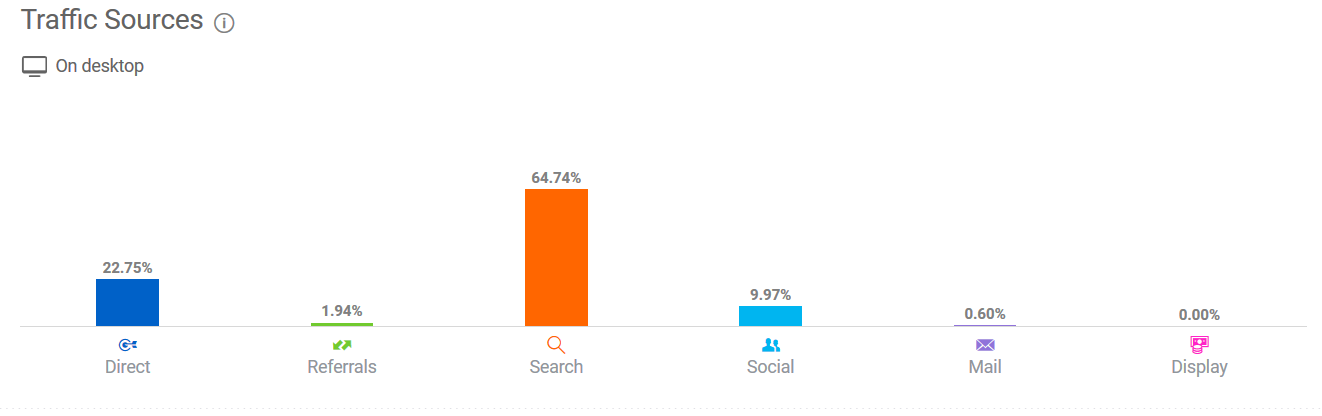 Traffic Sources
On desktop
64.74%
22.75%
9.97%
1.94%
0.60%
0.00%
Direct
Referrals
Search
Social
Mail
Display